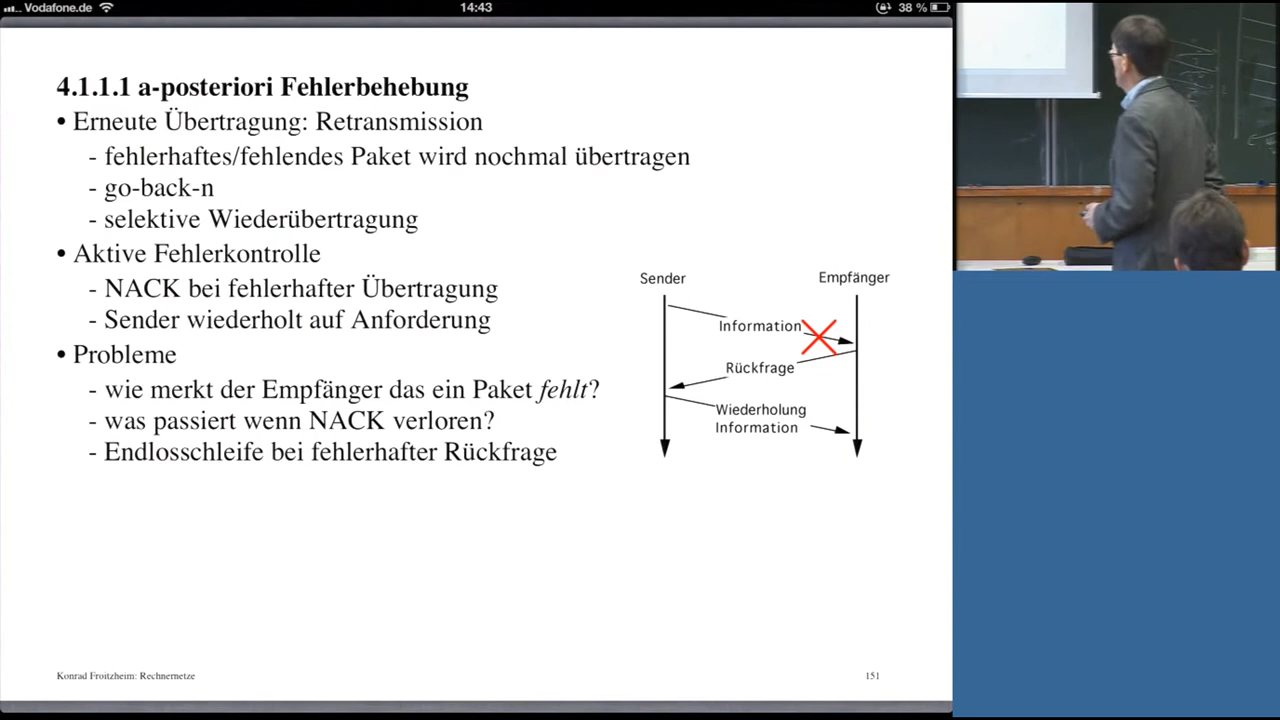 Vodafone.de
14:43
38 %
4.1.1.1 a-posteriori Fehlerbehebung
• Erneute Übertragung: Retransmission
- fehlerhaftes/fehlendes Paket wird nochmal übertragen
- go-back-n
- selektive Wiederübertragung
• Aktive Fehlerkontrolle
- NACK bei fehlerhafter Übertragung
- Sender wiederholt auf Anforderung
• Probleme
- wie merkt der Empfänger das ein Paket fehlt?
- was passiert wenn NACK verloren?
- Endlosschleife bei fehlerhafter Rückfrage
Sender
Empfänger
Information
Rückfrage
Wiederholung
Information
Konrad Froitzheim: Rechnernetze
151